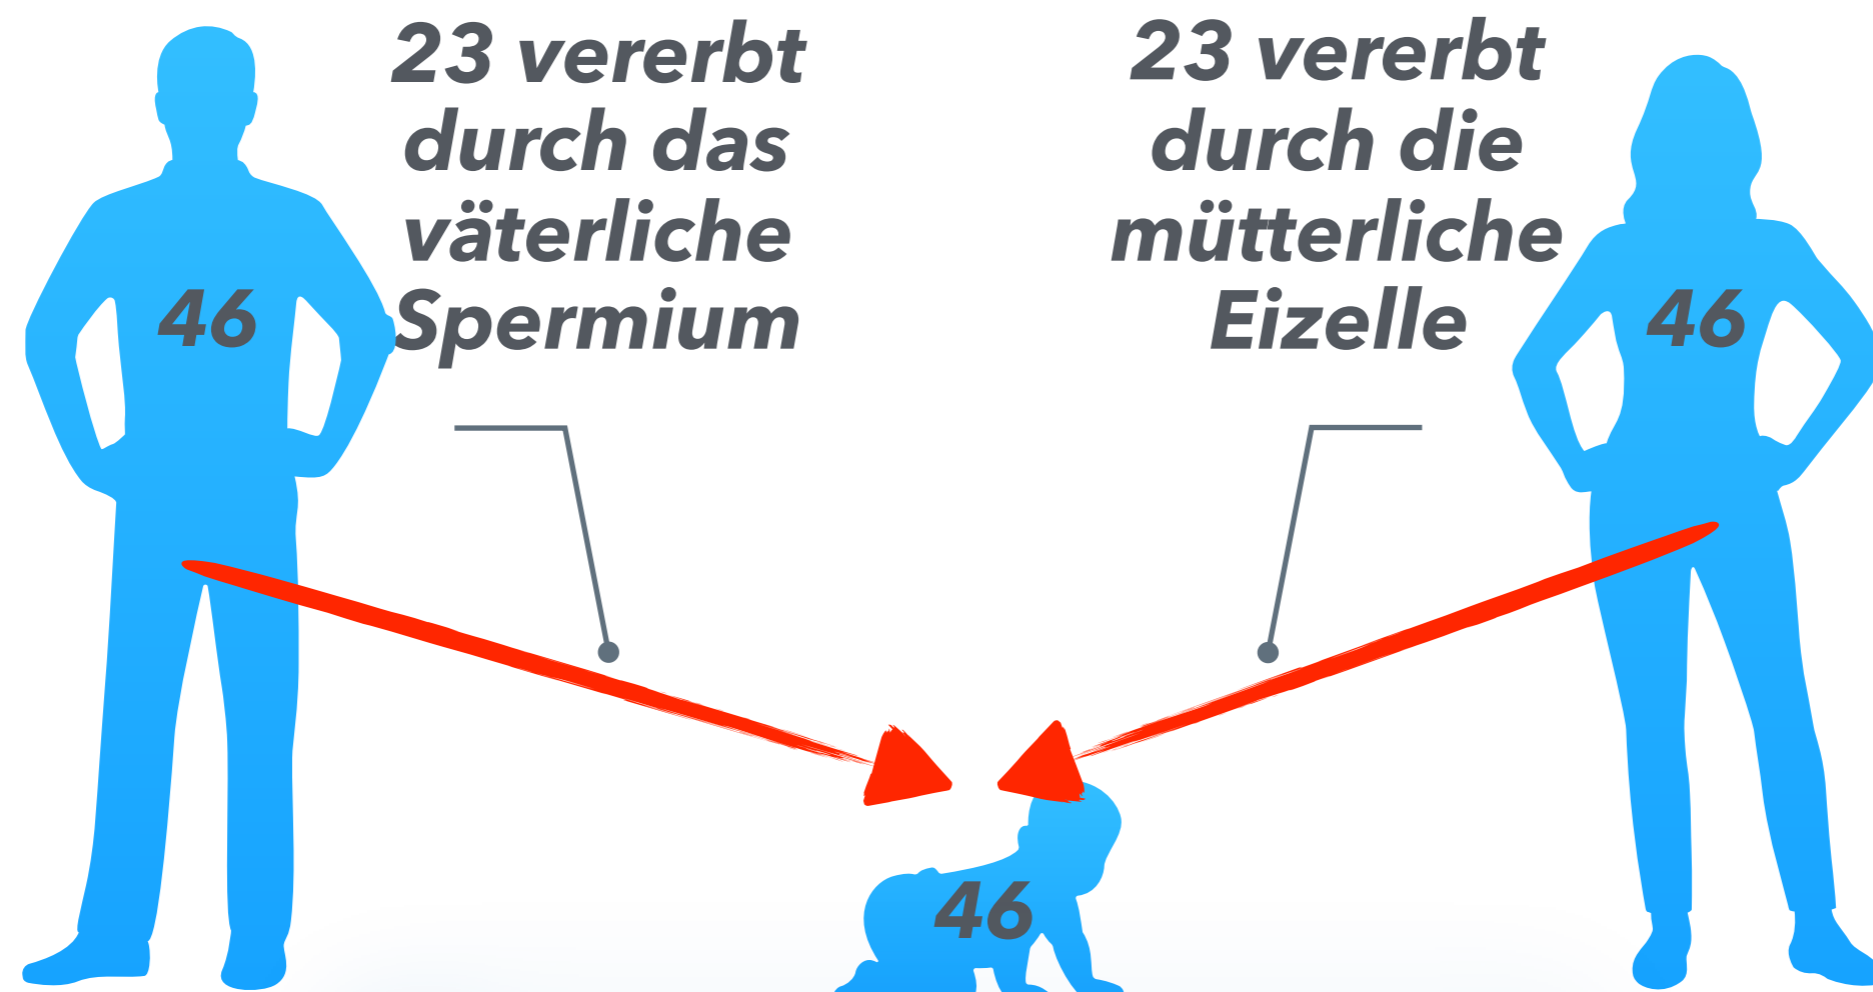 23 vererbt
durch das
väterliche
Spermium
23 vererbt
durch die
mütterliche
Eizelle
46
46
46